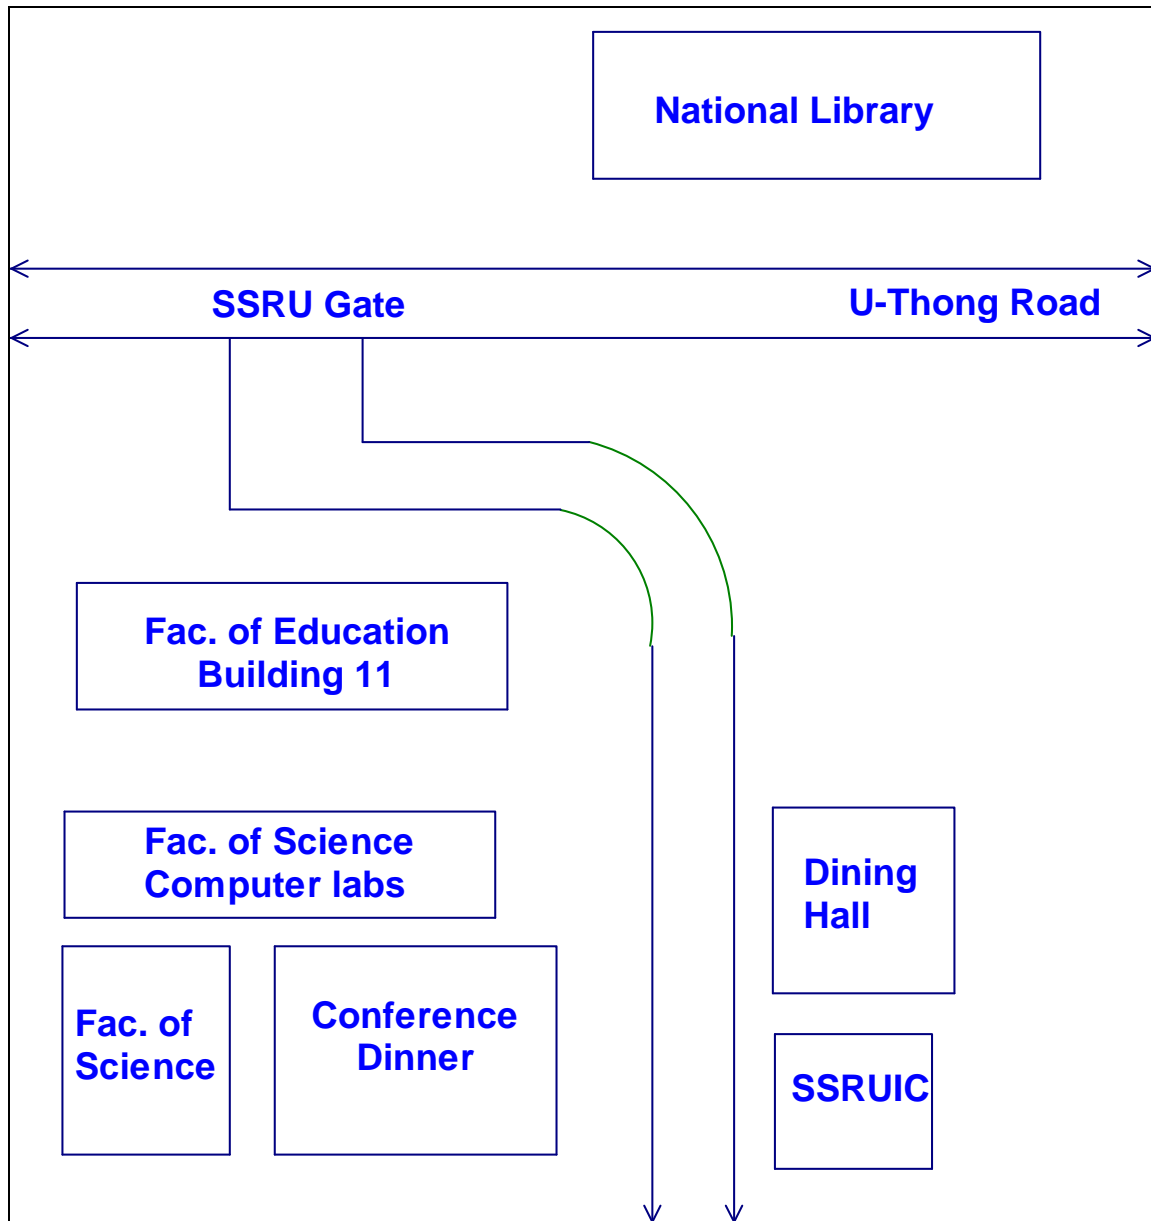 National Library
SSRU Gate
U-Thong Road
Fac. of Education
Building 11
Fac. of Science
Computer labs
Dining
Hall
Fac. of
Science
Conference
Dinner
SSRUIC